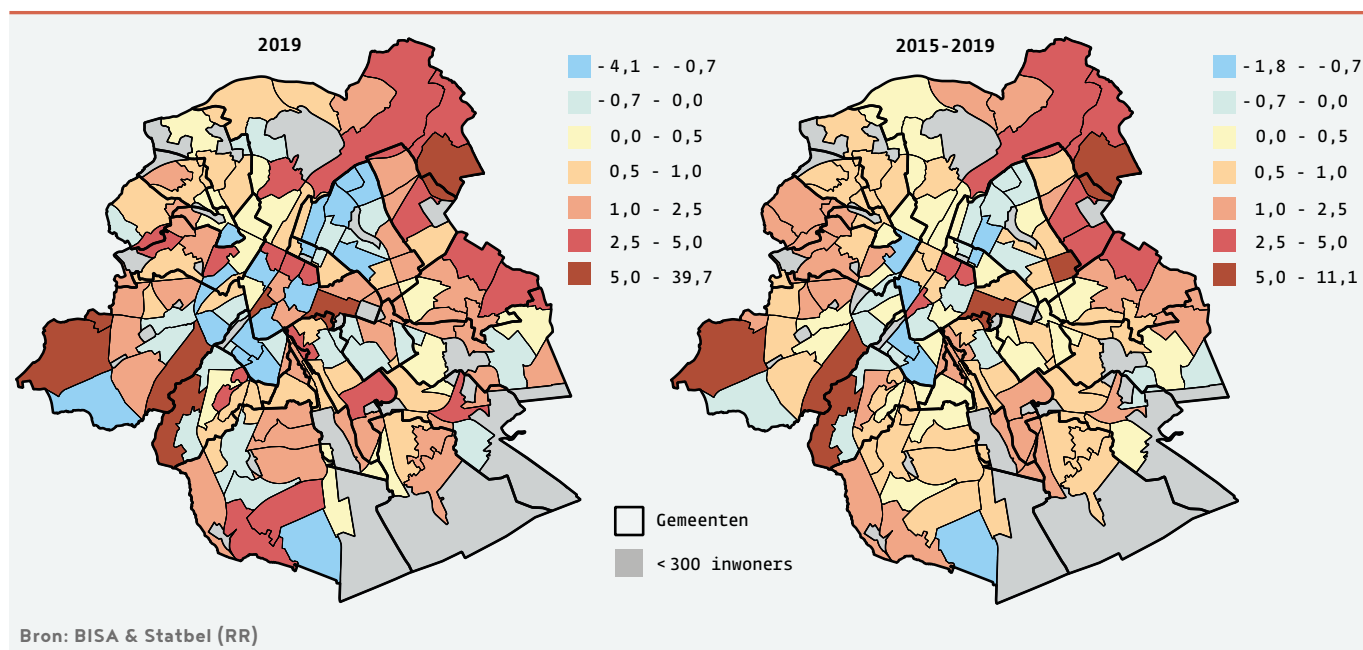 2019
-4,1 - -0,7
-0,7 - 0,0
0,0 - 0,5
0,5 - 1,0
1,0 - 2,5
2,5 - 5,0
5,0 - 39,7
2015-2019
-1,8 - -0,7
-0,7 - 0,0
0,0 - 0,5
0,5 - 1,0
1,0 - 2,5
2,5 - 5,0
5,0 - 11,1
Gemeenten
<300 inwoners
Bron: BISA & Statbel (RR)